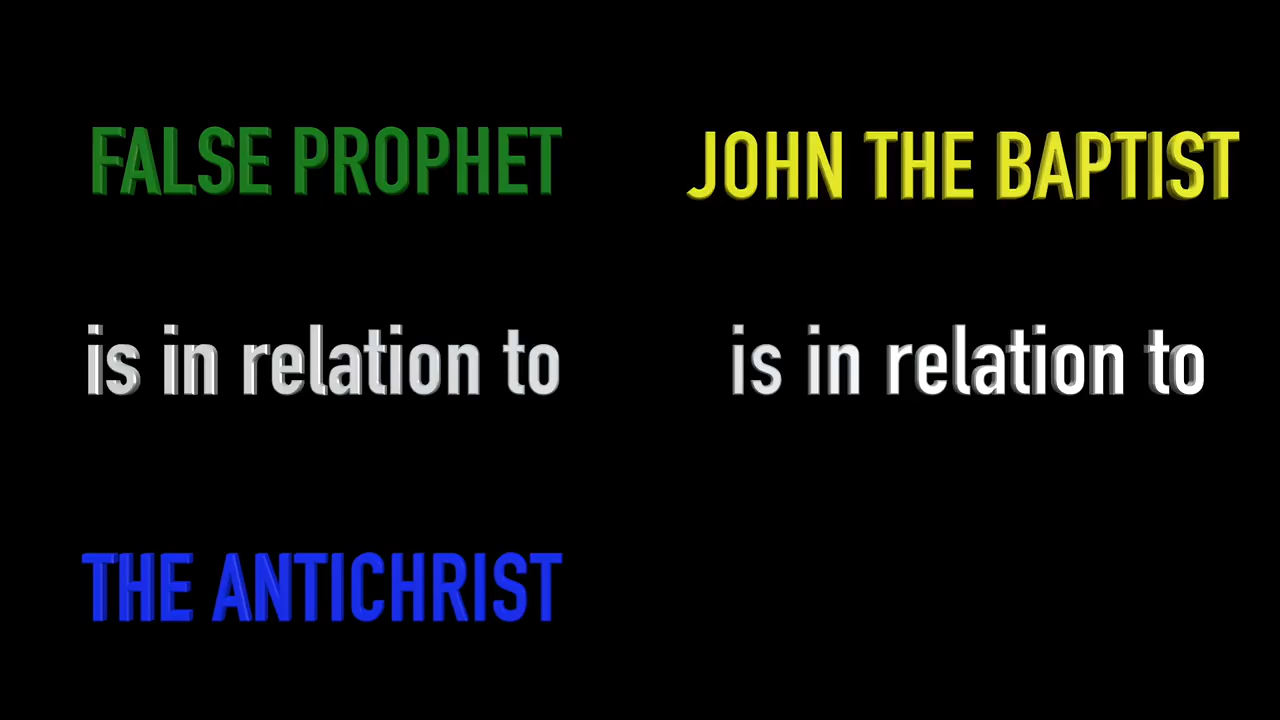 FALSE PROPHET
is in relation to
THE ANTICHRIST
JOHN THE BAPTIST
is in relation to